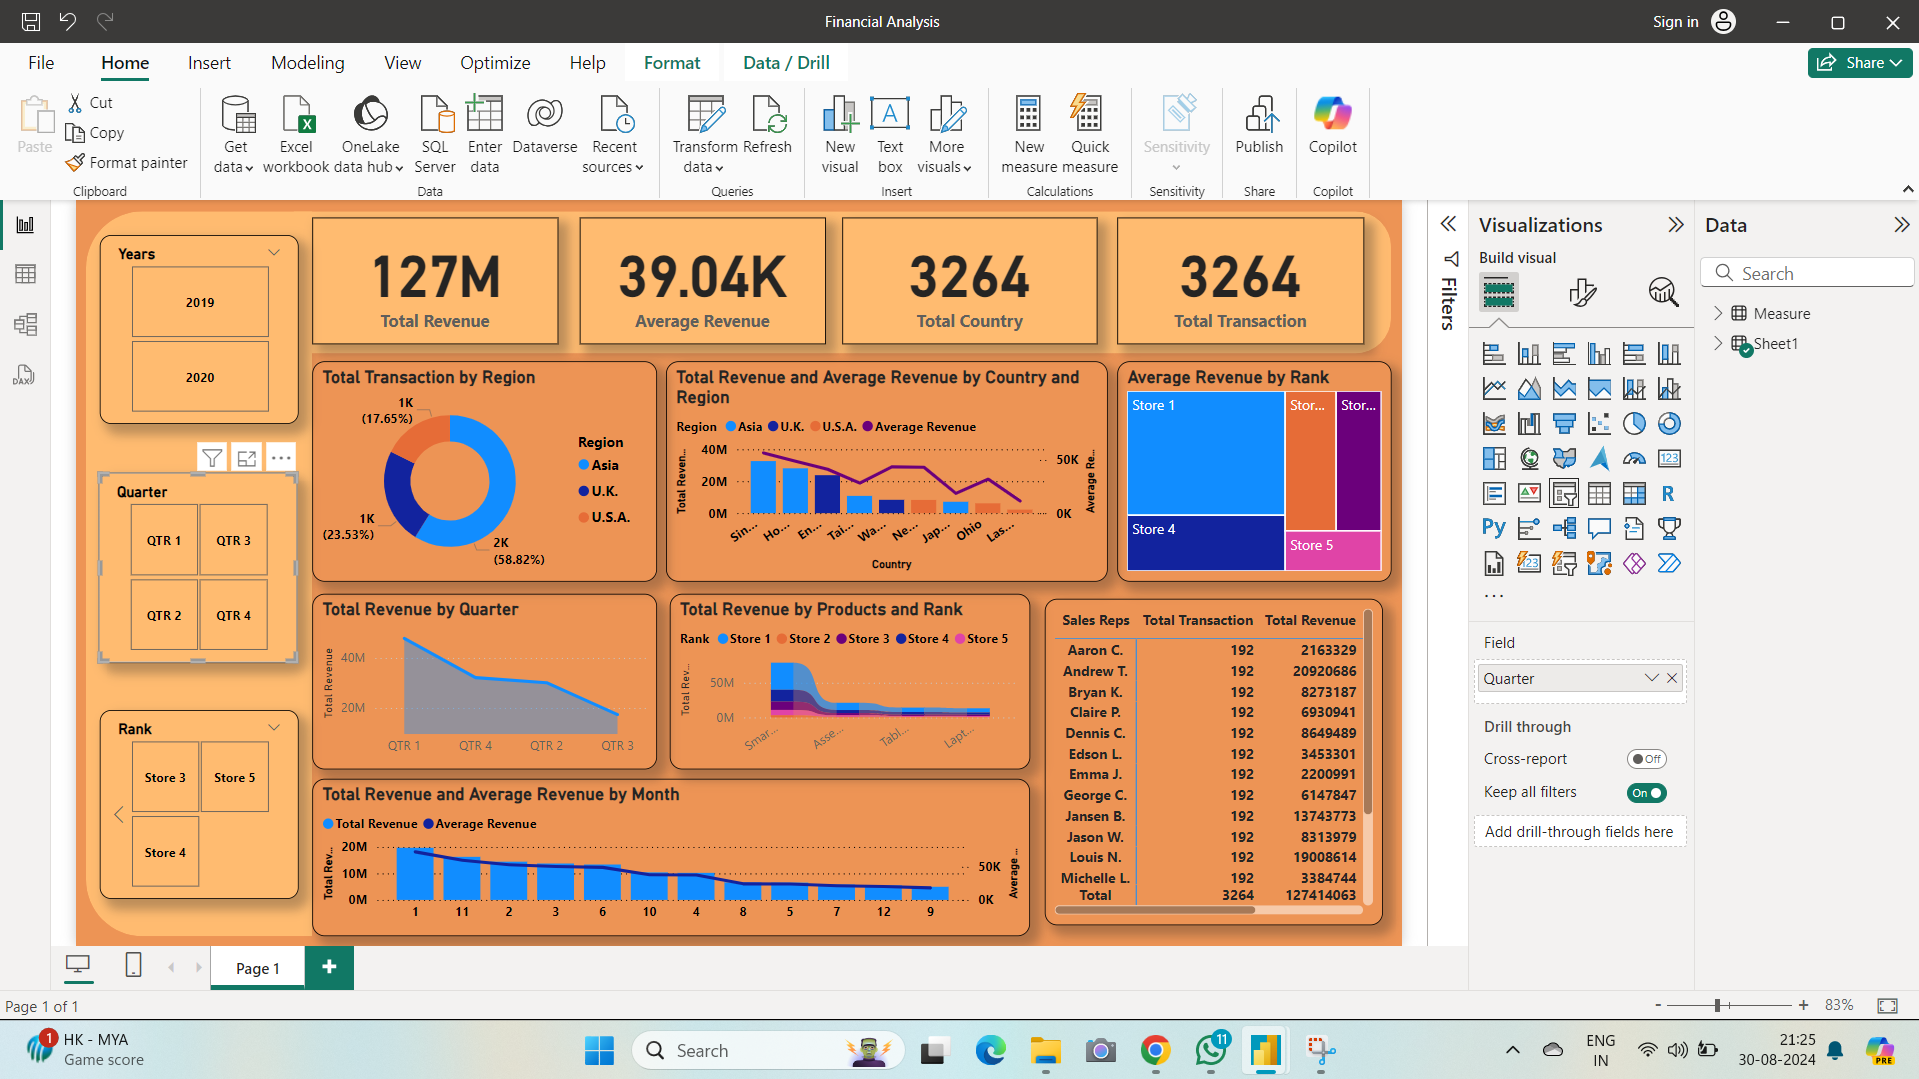 Financial Analysis
Sign in
File Home Insert Modeling View Optimize Help Format Data / Drill
Share
Paste
Cut
Copy
Format painter
Clipboard
Get data
Excel workbook
OneLake data hub
SQL Server
Enter data
Dataverse
Recent sources
Data
Transform data
Refresh
Queries
New visual
Text box
More visuals
Insert
New measure
Quick measure
Calculations
Sensitivity
Sensitivity
Publish
Share
Copilot
Copilot
Years
2019
2020
127M
Total Revenue
39.04K
Average Revenue
3264
Total Country
3264
Total Transaction
Quarter
QTR 1 QTR 3
QTR 2 QTR 4
Rank
Store 3 Store 5
Store 4
Total Transaction by Region
1K
(17.65%)
1K
(23.53%)
2K
(58.82%)
Region
Asia
U.K.
U.S.A.
Total Revenue and Average Revenue by Country and
Region
Region Asia U.K. U.S.A. Average Revenue
Total Reven...
40M
20M
0M
50K
0K
Average Re...
Sin... Ho... En... Tai... Wa... Ne... Jap... Ohio Las...
Country
Average Revenue by Rank
Store 1
Stor...
Stor...
Store 4
Store 5
Total Revenue by Quarter
Total Revenue
40M
20M
QTR 1 QTR 4 QTR 2 QTR 3
Total Revenue by Products and Rank
Rank Store 1 Store 2 Store 3 Store 4 Store 5
Total Rev...
50M
0M
Smar... Asse... Tabl... Lapt...
Sales Reps Total Transaction Total Revenue
Aaron C. 192 2163329
Andrew T. 192 20920686
Bryan K. 192 8273187
Claire P. 192 6930941
Dennis C. 192 8649489
Edson L. 192 3453301
Emma J. 192 2200991
George C. 192 6147847
Jansen B. 192 13743773
Jason W. 192 8313979
Louis N. 192 19008614
Michelle L. 192 3384744
Total 3264 127414063
Total Revenue and Average Revenue by Month
Total Revenue Average Revenue
Total Rev...
20M
10M
0M
50K
0K
Average ...
1 11 2 3 6 10 4 8 5 7 12 9
Filters
Visualizations
Build visual
123
R
Py
123
...
Field
Quarter
Drill through
Cross-report Off
Keep all filters On
Add drill-through fields here
Data
Search
Measure
Sheet1
DAX
Page 1
+
Page 1 of 1
- + 83%
1
HK - MYA
Game score
Search
11
ENG
IN
21:25
30-08-2024
PRE